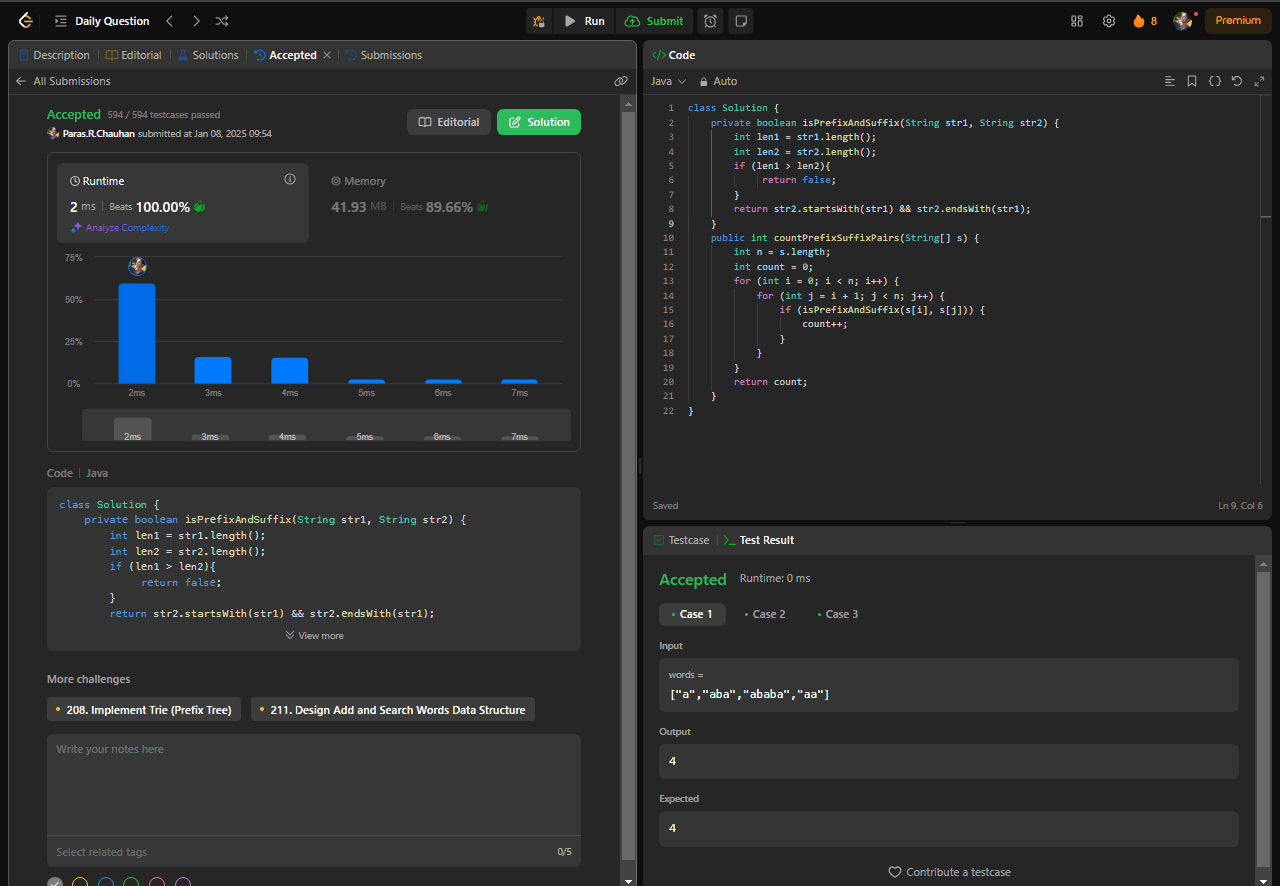 Daily Question
Run
Submit
8
Premium
Description
Editorial
Solutions
Accepted
Submissions
All Submissions
Accepted 594 / 594 testcases passed
Paras.R.Chauhan submitted at Jan 08, 2025 09:54
Editorial
Solution
Runtime
2 ms Beats 100.00%
Analyze Complexity
Memory
41.93 MB Beats 89.66%
75%
50%
25%
0%
2ms 3ms 4ms 5ms 6ms 7ms
2ms 3ms 4ms 5ms 6ms 7ms
Code Java
class Solution {
    private boolean isPrefixAndSuffix(String str1, String str2) {
        int len1 = str1.length();
        int len2 = str2.length();
        if (len1 > len2){
             return false;
        }
        return str2.startsWith(str1) && str2.endsWith(str1);
View more
More challenges
208. Implement Trie (Prefix Tree)
211. Design Add and Search Words Data Structure
Write your notes here
Select related tags
0/5
</> Code
Java
Auto
1 class Solution {
2     private boolean isPrefixAndSuffix(String str1, String str2) {
3         int len1 = str1.length();
4         int len2 = str2.length();
5         if (len1 > len2){
6              return false;
7         }
8         return str2.startsWith(str1) && str2.endsWith(str1);
9     }
10     public int countPrefixSuffixPairs(String[] s) {
11         int n = s.length;
12         int count = 0;
13         for (int i = 0; i < n; i++) {
14             for (int j = i + 1; j < n; j++) {
15                 if (isPrefixAndSuffix(s[i], s[j])) {
16                     count++;
17                 }
18             }
19         }
20         return count;
21     }
22 }
Saved
Ln 9, Col 6
Testcase
Test Result
Accepted Runtime: 0 ms
Case 1
Case 2
Case 3
Input
words =
["a","aba","ababa","aa"]
Output
4
Expected
4
Contribute a testcase